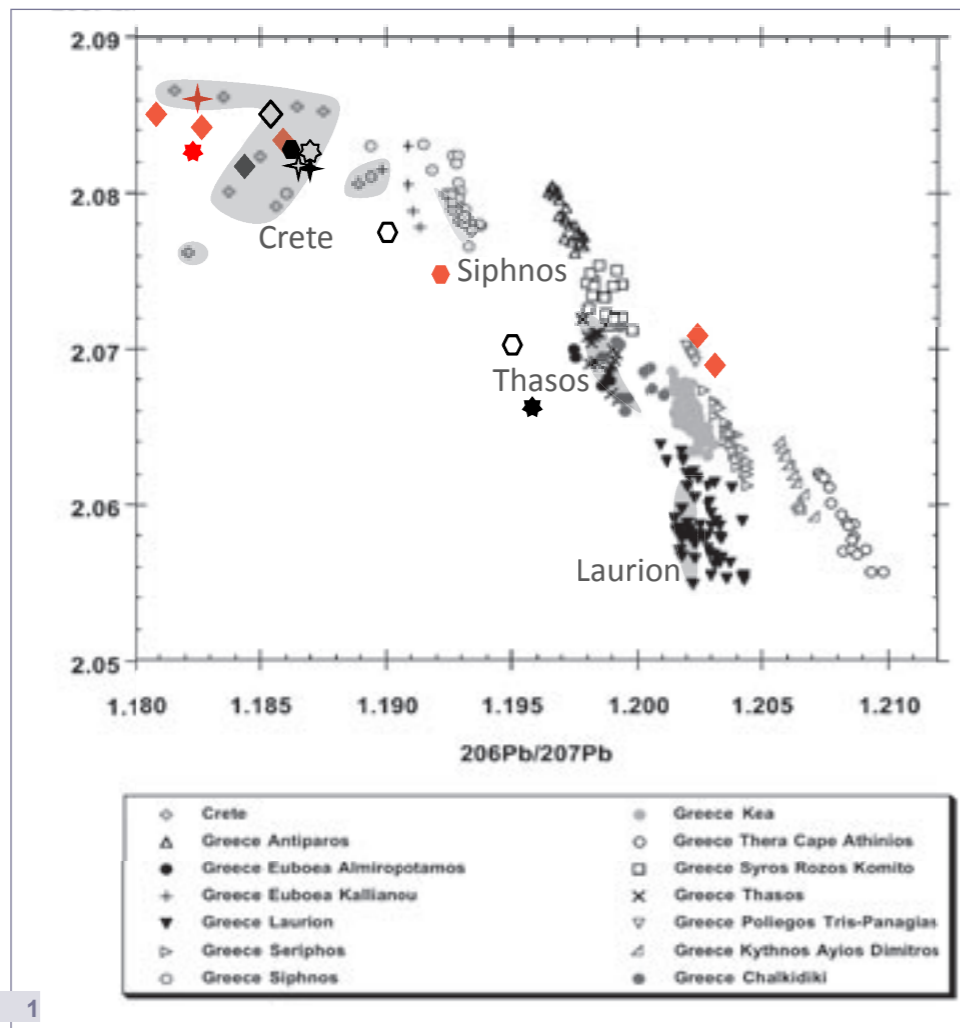 2.09
2.08
Crete
Siphnos
2.07
Thasos
2.06
Laurion
2.05
1.180 1.185 1.190 1.195 1.200 1.205 1.210
206Pb/207Pb
Crete
Greece Antiparos
Greece Euboea Almiropotamos
Greece Euboea Kallianou
Greece Laurion
Greece Seriphos
Greece Siphnos
Greece Kea
Greece Thera Cape Athinios
Greece Syros Rozos Komito
Greece Thasos
Greece Poliegos Tris-Panagias
Greece Kythnos Ayios Dimitros
Greece Chalkidiki
1